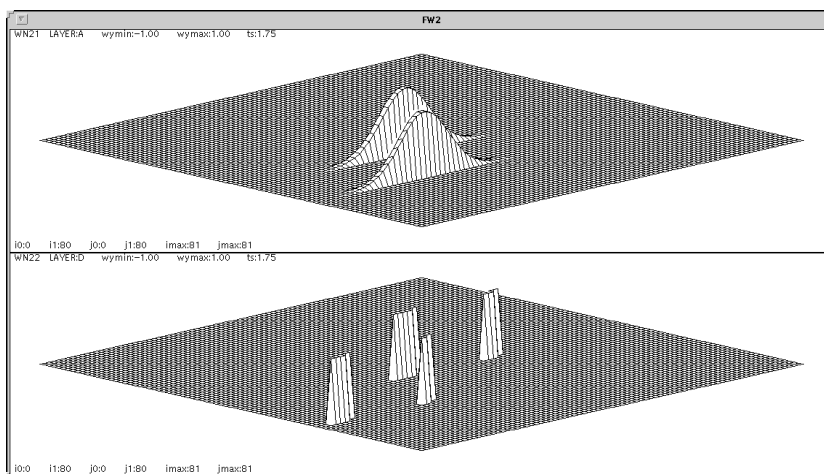 FW2
WN21 LAYER:A wymin:-1.00 wymax:1.00 ts:1.75
i0:0 i1:80 j0:0 j1:80 imax:81 jmax:81
WN22 LAYER:D wymin:-1.00 wymax:1.00 ts:1.75
i0:0 i1:80 j0:0 j1:80 imax:81 jmax:81